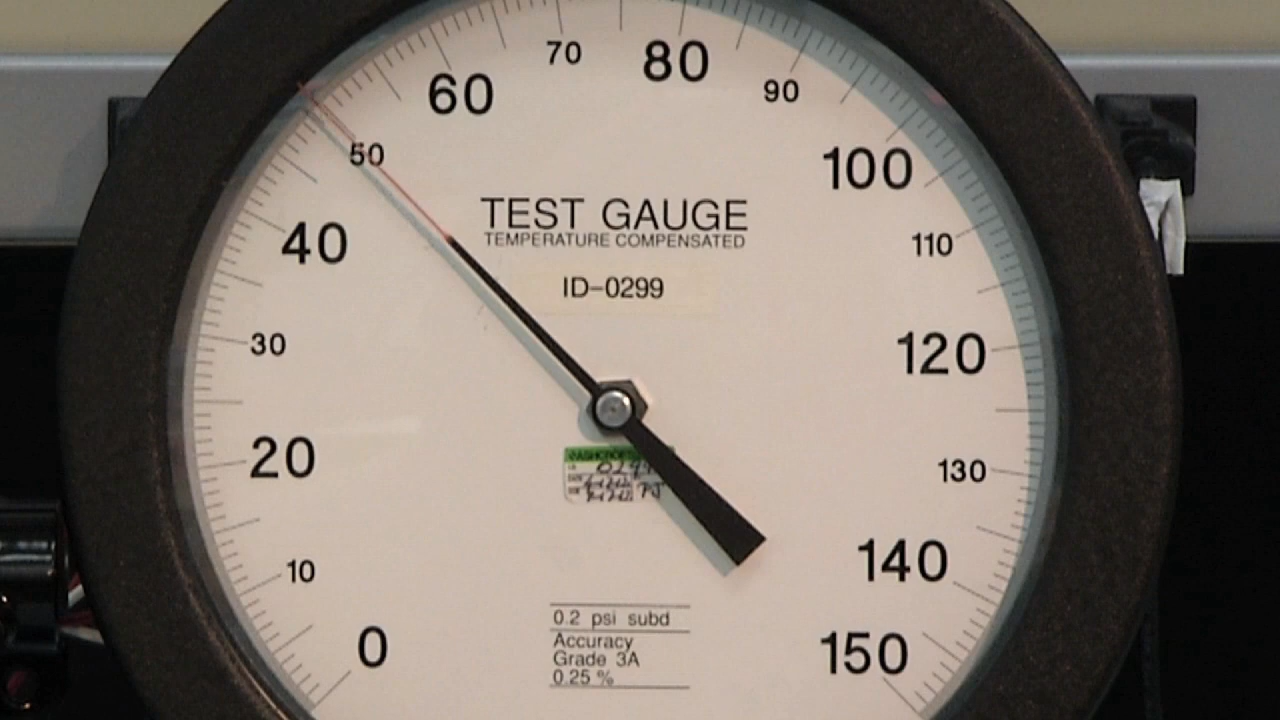 70
80
60
90
50
100
TEST GAUGE
40
TEMPERATURE COMPENSATED
110
ID-0299
30
120
20
130
140
10
0.2 psi subd
0
Accuracy
150
Grade 3A
0.25 %